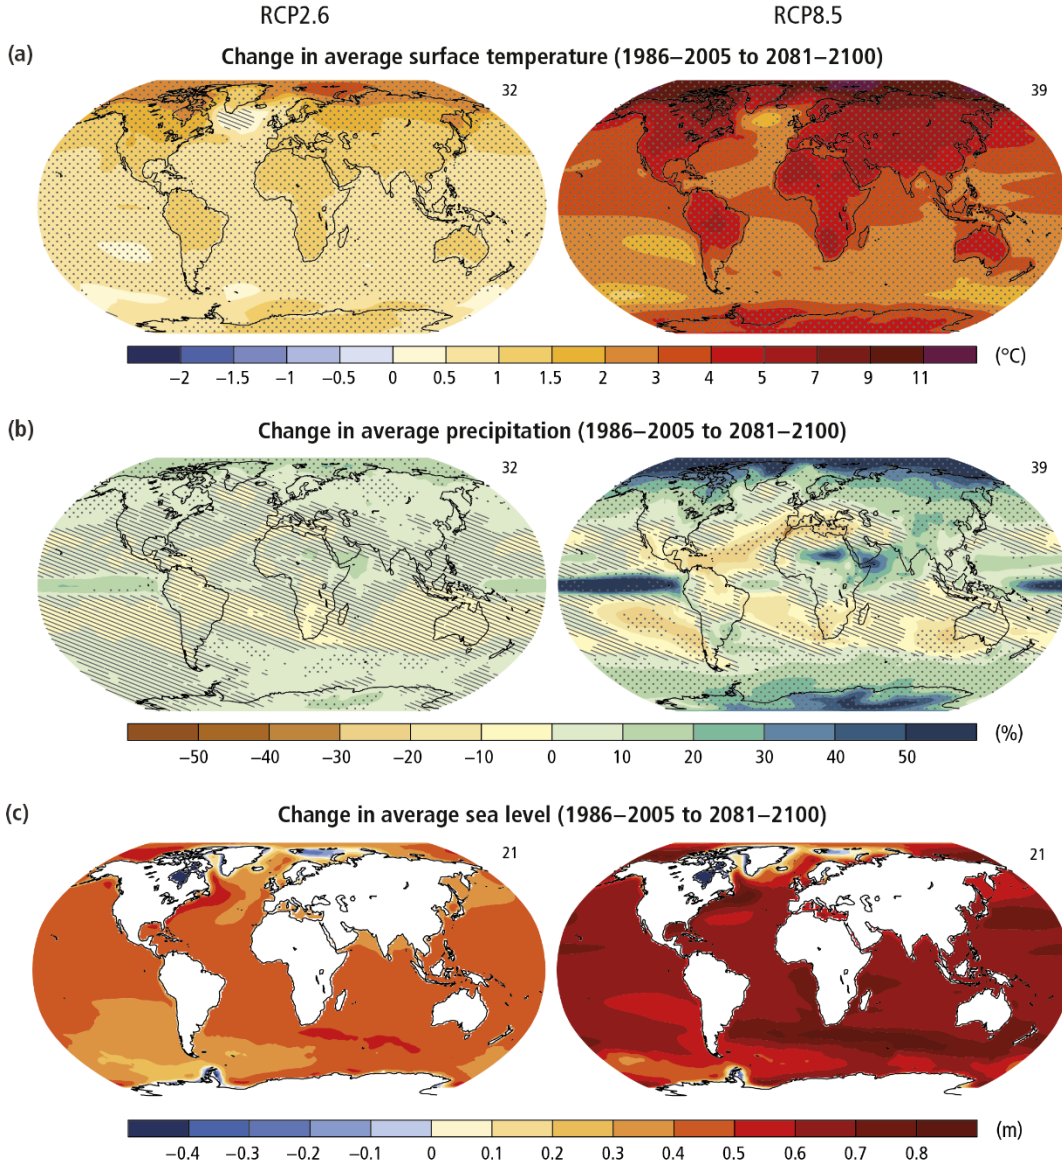 RCP2.6 RCP8.5
(a) Change in average surface temperature (1986–2005 to 2081–2100)
32 39
−2 −1.5 −1 −0.5 0 0.5 1 1.5 2 3 4 5 7 9 11 (°C)
(b) Change in average precipitation (1986–2005 to 2081–2100)
32 39
−50 −40 −30 −20 −10 0 10 20 30 40 50 (%)
(c) Change in average sea level (1986–2005 to 2081–2100)
21 21
−0.4 −0.3 −0.2 −0.1 0 0.1 0.2 0.3 0.4 0.5 0.6 0.7 0.8 (m)